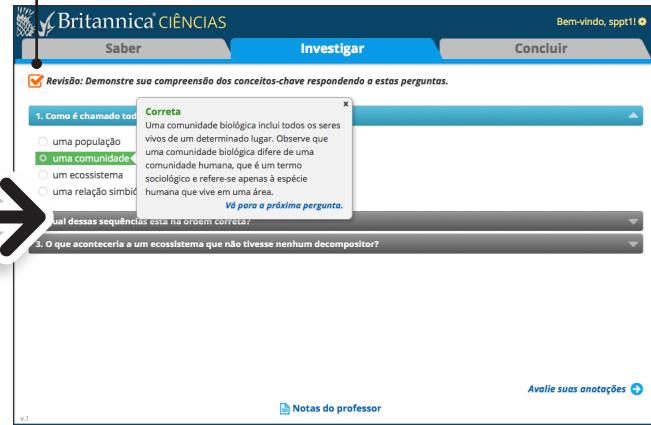 Britannica® CIÊNCIAS
Bem-vindo, sppt1!
Saber
Investigar
Concluir
Revisão: Demonstre sua compreensão dos conceitos-chave respondendo a estas perguntas.
1. Como é chamado
uma população
uma comunidade
um ecossistema
uma relação
x
Correta
Uma comunidade biológica inclui todos os seres
vivos de um determinado lugar. Observe que
uma comunidade biológica difere de uma
comunidade humana, que é um termo
sociológico e refere-se apenas à espécie
humana que vive em uma área.
Vá para a próxima pergunta.
dessas sequências está na ordem correta?
3. O que aconteceria a um ecossistema que não tivesse nenhum decompositor?
Avalie suas anotações
Notas do professor
v.1